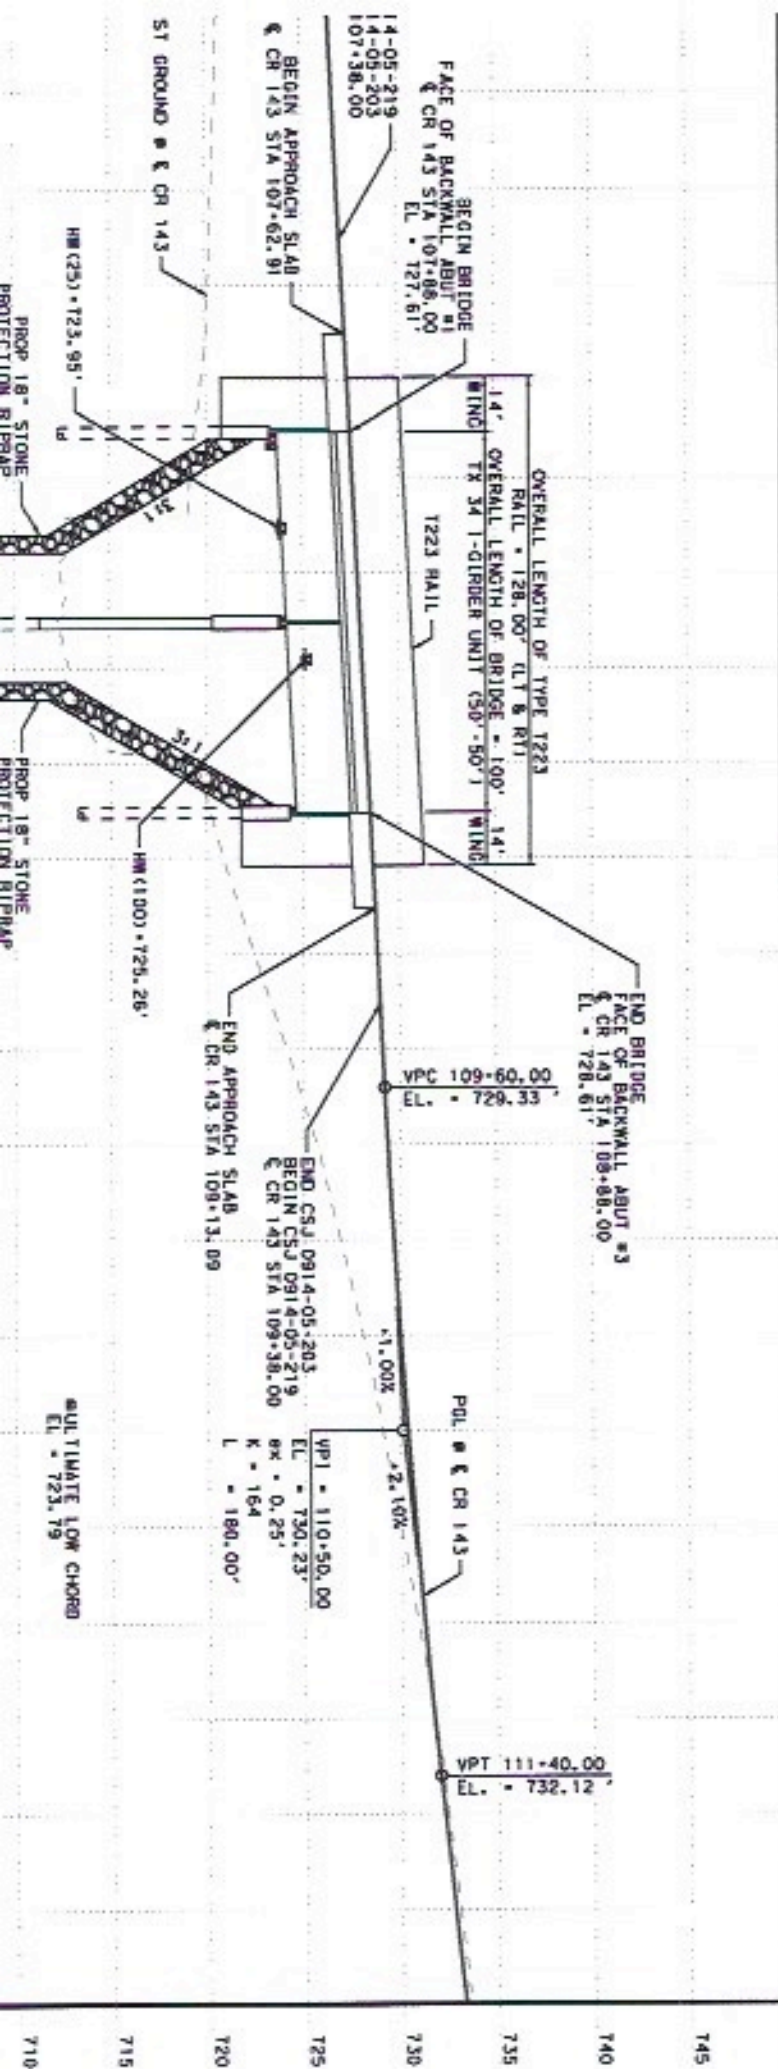 14-05-219
14-05-203
107+38.00
BEGIN BRIDGE
FACE OF BACKWALL ABUT #1
℄ CR 143 STA 107+88.00
EL = 727.61'
BEGIN APPROACH SLAB
℄ CR 143 STA 107+62.91
ST GROUND @ ℄ CR 143
HW(25)=723.95'
PROP 18" STONE
PROTECTION RIPRAP
3:1
OVERALL LENGTH OF TYPE T223
RAIL = 128.00' (LT & RT)
14'
WING
OVERALL LENGTH OF BRIDGE = 100'
TX 34 I-GIRDER UNIT (50'-50')
14'
WING
T223 RAIL
3:1
PROP 18" STONE
PROTECTION RIPRAP
HW(100)=725.26'
END BRIDGE
FACE OF BACKWALL ABUT #3
℄ CR 143 STA 108+88.00
EL = 728.61'
END APPROACH SLAB
℄ CR 143 STA 109+13.09
VPC 109+60.00
EL. = 729.33'
END CSJ 0914-05-203
BEGIN CSJ 0914-05-219
℄ CR 143 STA 109+38.00
+1.00%
+2.10%
PGL @ ℄ CR 143
VPI = 110+50.00
EL = 730.23'
ex = 0.25'
K = 164
L = 180.00'
ULTIMATE LOW CHORD
EL = 723.79
VPT 111+40.00
EL. = 732.12'
745
740
735
730
725
720
715
710